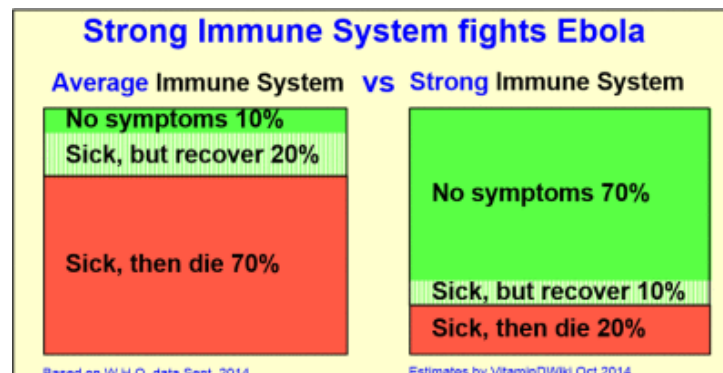 Strong Immune System fights Ebola
Average Immune System vs Strong Immune System
No symptoms 10%
Sick, but recover 20%
Sick, then die 70%
No symptoms 70%
Sick, but recover 10%
Sick, then die 20%
Based on W.H.O. data Sept. 2014
Estimates by VitaminDWiki Oct 2014